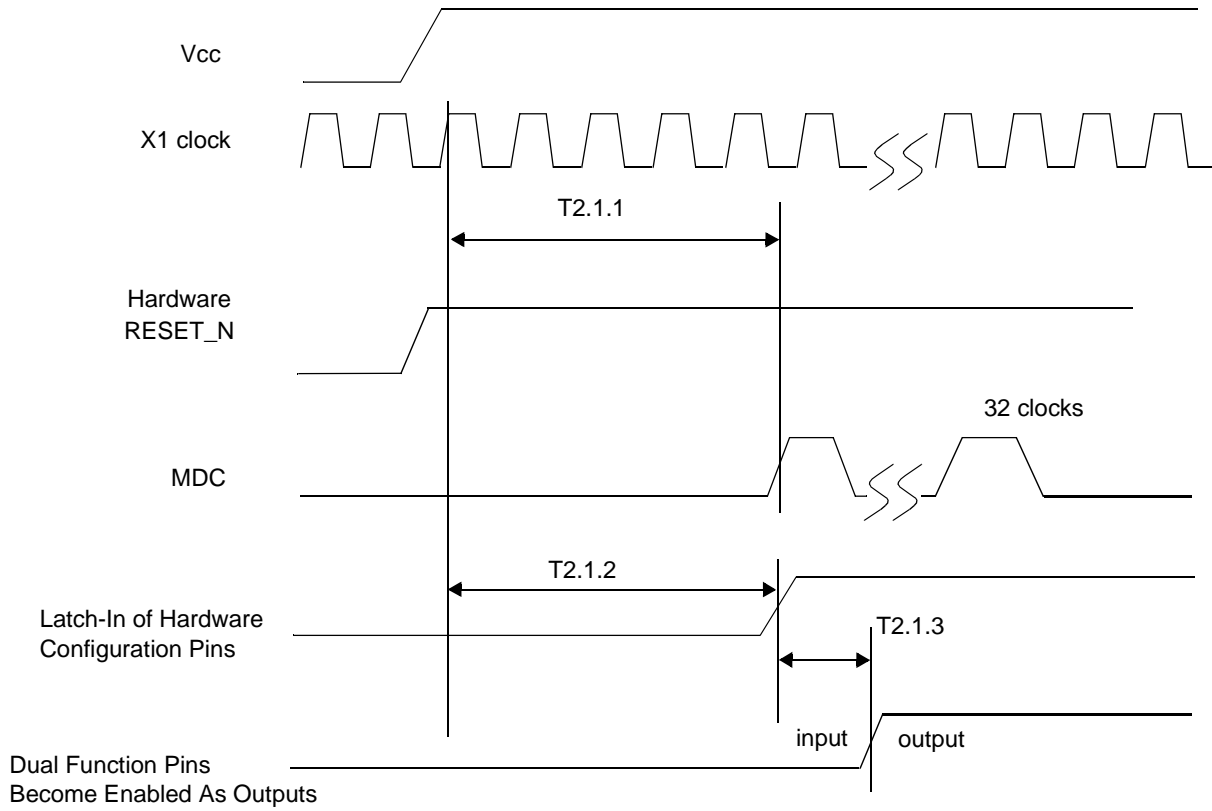 Vcc
X1 clock
T2.1.1
Hardware
RESET_N
32 clocks
MDC
T2.1.2
Latch-In of Hardware
Configuration Pins
T2.1.3
input
output
Dual Function Pins
Become Enabled As Outputs